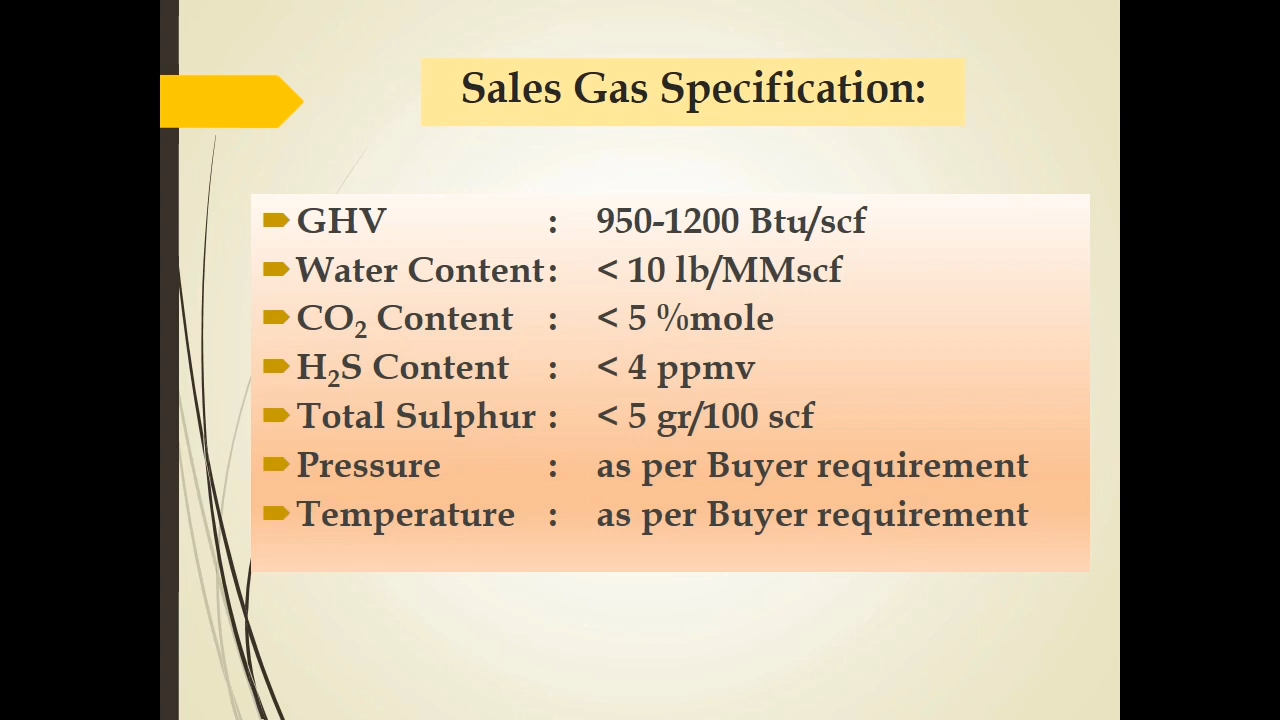 Sales Gas Specification:
GHV : 950-1200 Btu/scf
Water Content : < 10 lb/MMscf
CO₂ Content : < 5 %mole
H₂S Content : < 4 ppmv
Total Sulphur : < 5 gr/100 scf
Pressure : as per Buyer requirement
Temperature : as per Buyer requirement